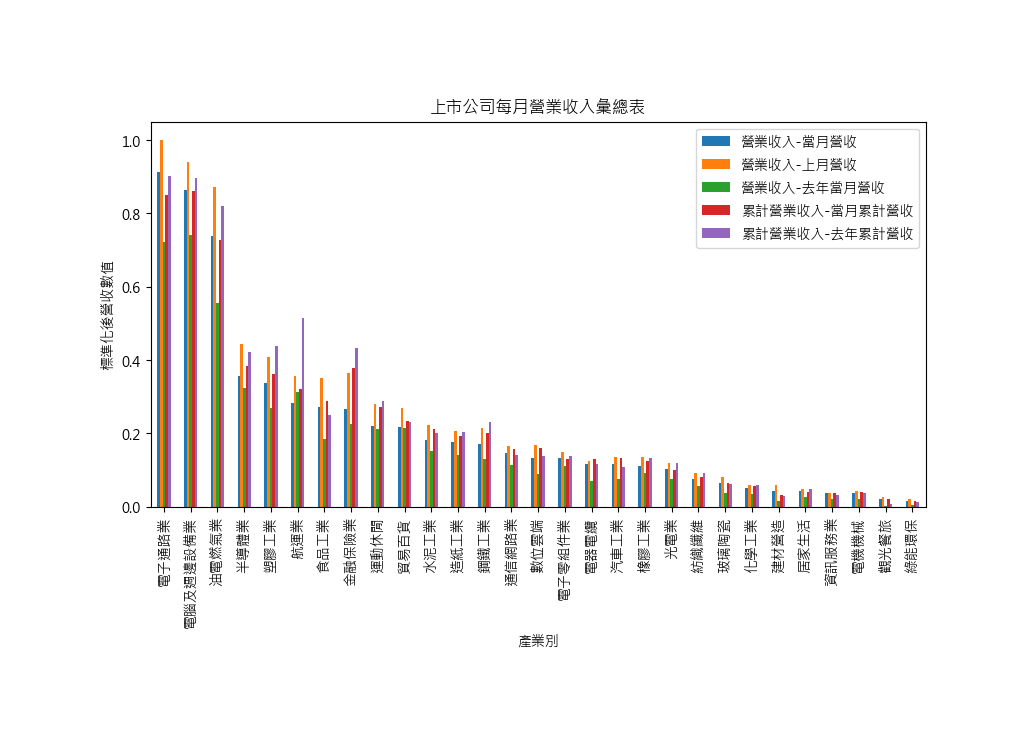 上市公司每月營業收入彙總表
營業收入-當月營收
營業收入-上月營收
營業收入-去年當月營收
累計營業收入-當月累計營收
累計營業收入-去年累計營收
標準化後營收數值
1.0
0.8
0.6
0.4
0.2
0.0
電子通路業
電腦及週邊設備業
油電燃氣業
半導體業
塑膠工業
航運業
食品工業
金融保險業
運動休閒
貿易百貨
水泥工業
造紙工業
鋼鐵工業
通信網路業
數位雲端
電子零組件業
電器電纜
汽車工業
橡膠工業
光電業
紡織纖維
玻璃陶瓷
化學工業
建材營造
居家生活
資訊服務業
電機機械
觀光餐旅
綠能環保
產業別